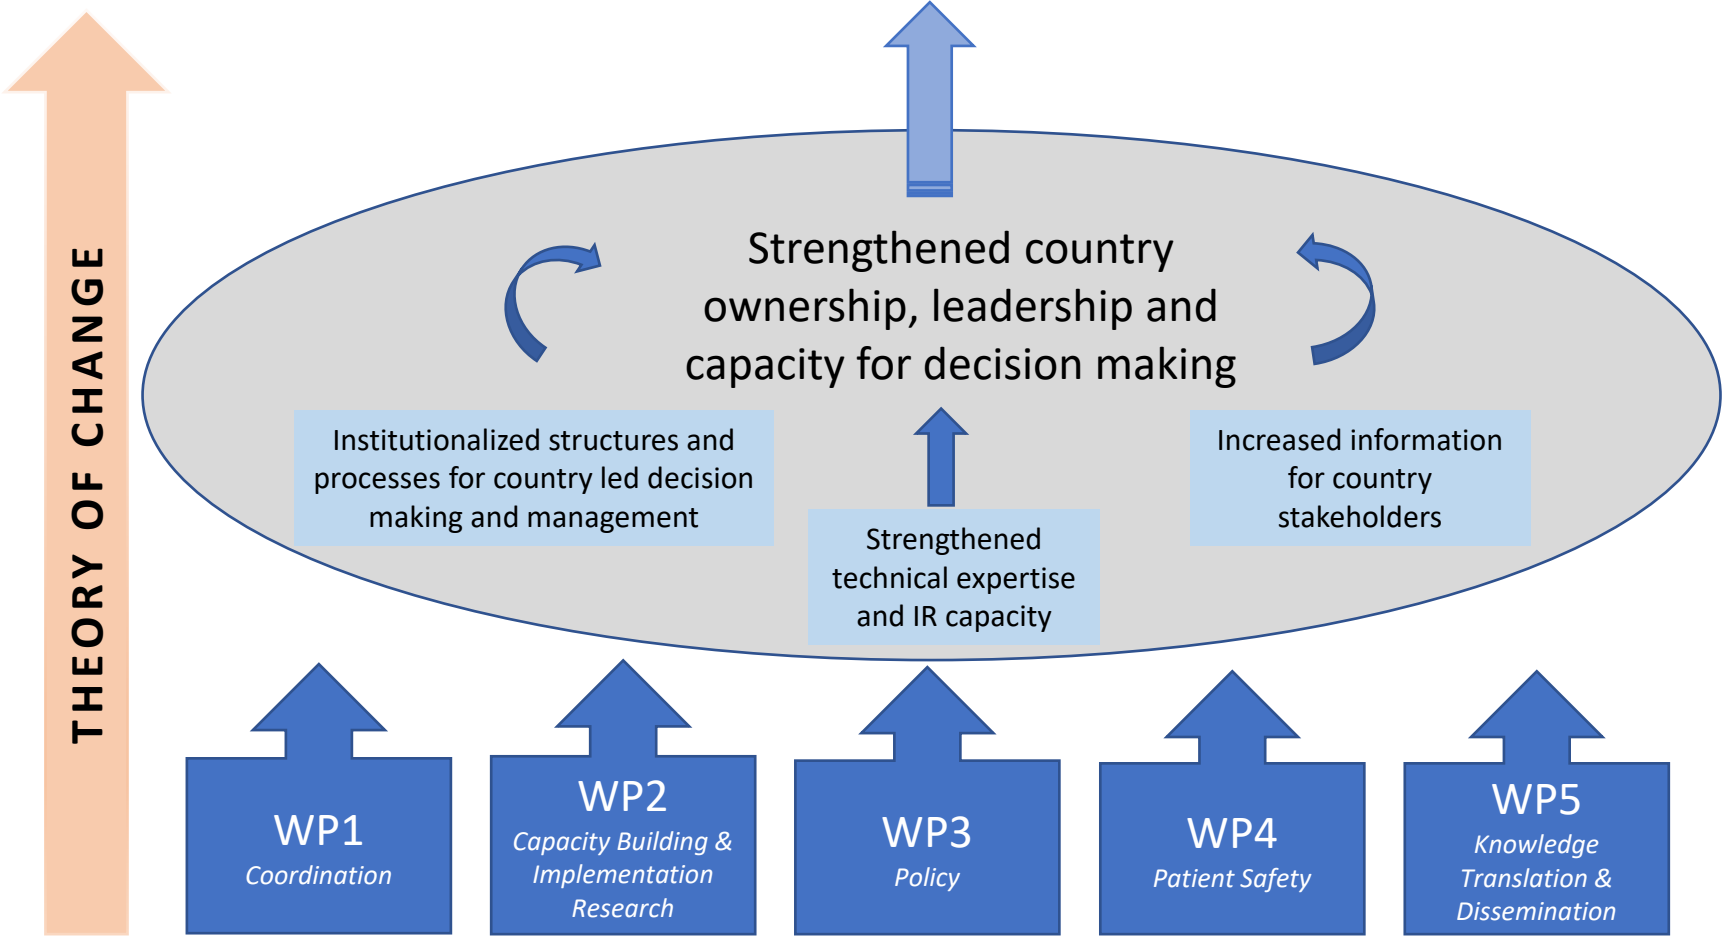 THEORY OF CHANGE
Strengthened country
ownership, leadership and
capacity for decision making
Institutionalized structures and
processes for country led decision
making and management
Strengthened
technical expertise
and IR capacity
Increased information
for country
stakeholders
WP1
Coordination
WP2
Capacity Building &
Implementation
Research
WP3
Policy
WP4
Patient Safety
WP5
Knowledge
Translation &
Dissemination